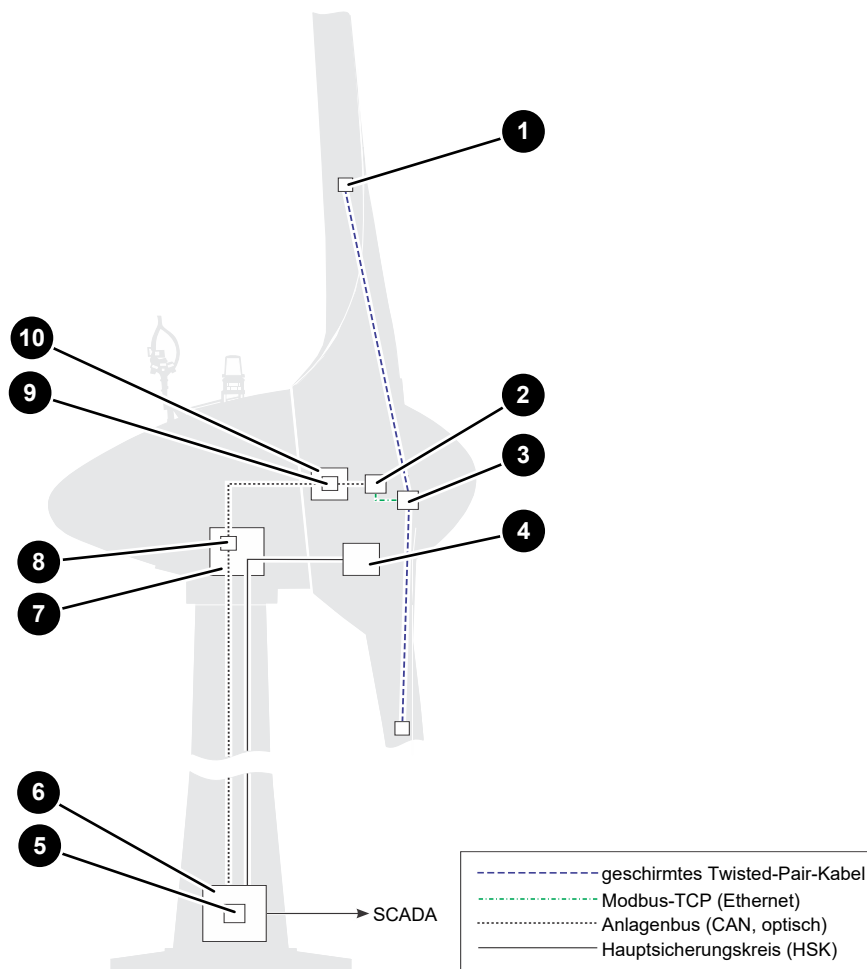 1
10
9
2
3
4
8
7
6
5
SCADA
geschirmtes Twisted-Pair-Kabel
Modbus-TCP (Ethernet)
Anlagenbus (CAN, optisch)
Hauptsicherungskreis (HSK)